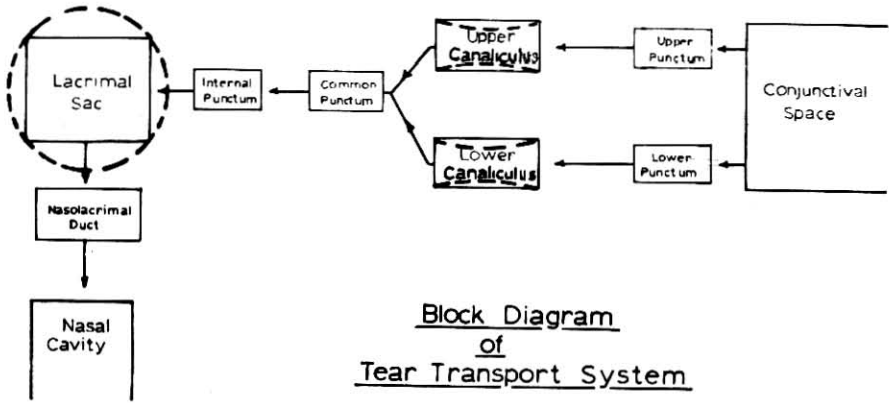 Lacrimal
Sac
Internal
Punctum
Common
Punctum
Upper
Canaliculus
Upper
Punctum
Conjunctival
Space
Lower
Canaliculus
Lower
Punctum
Nasolacrimal
Duct
Nasal
Cavity
Block Diagram
of
Tear Transport System